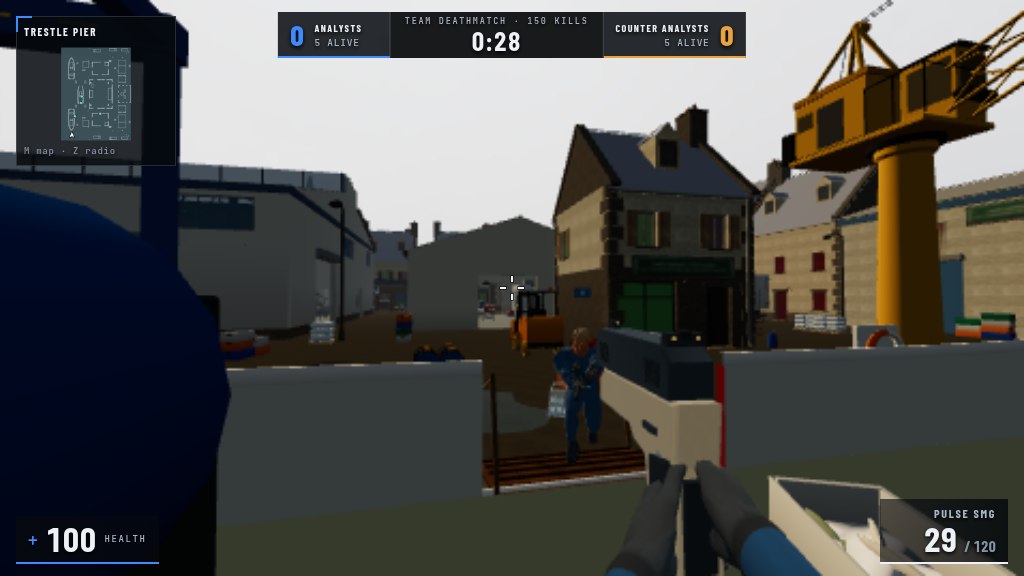 TRESTLE PIER
M map · Z radio
0
ANALYSTS
5 ALIVE
TEAM DEATHMATCH · 150 KILLS
0:28
COUNTER ANALYSTS
5 ALIVE
0
+ 100 HEALTH
PULSE SMG
29 / 120